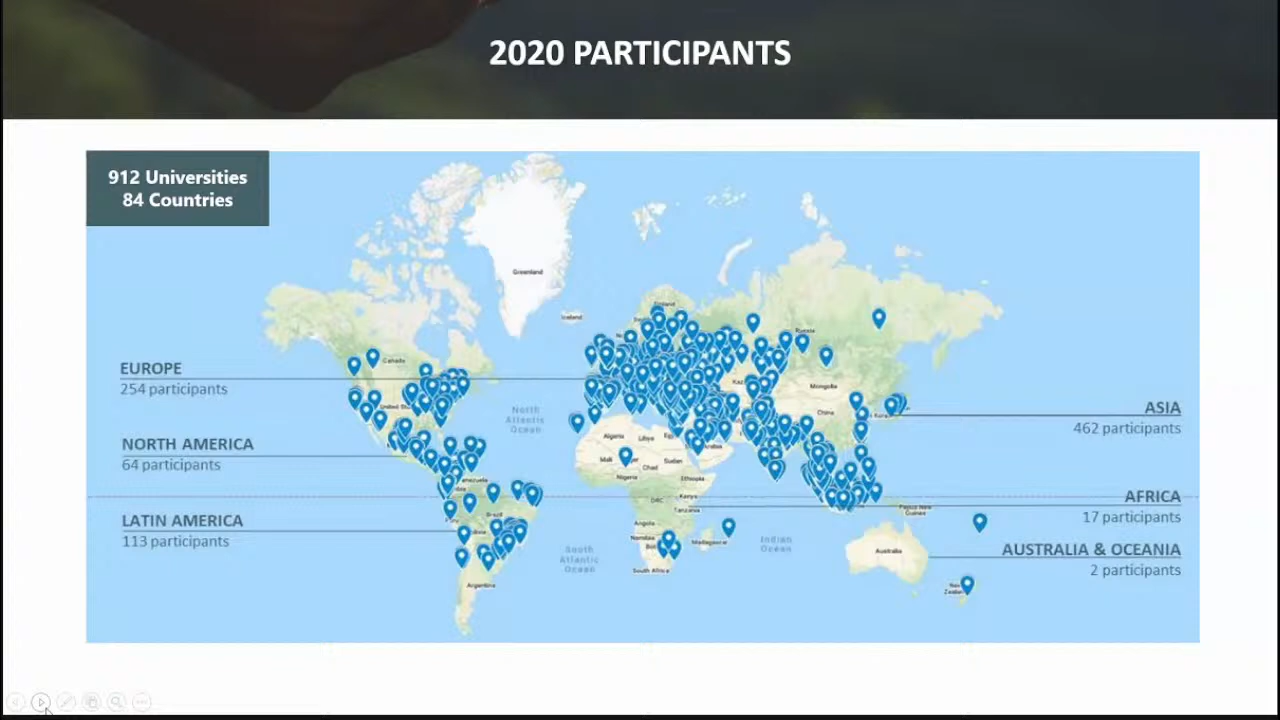 2020 PARTICIPANTS
912 Universities
84 Countries
EUROPE
254 participants
NORTH AMERICA
64 participants
LATIN AMERICA
113 participants
ASIA
462 participants
AFRICA
17 participants
AUSTRALIA & OCEANIA
2 participants
Greenland
Iceland
Finland
Russia
Canada
Mongolia
China
North
Atlantic
Ocean
Algeria
Libya
Mali
Chad
Sudan
Nigeria
Ethiopia
DRC
Kenya
Tanzania
Angola
Namibia
Madagascar
South Africa
South
Atlantic
Ocean
Indian
Ocean
Brazil
Argentina
Papua New
Guinea
Australia
New
Zealand